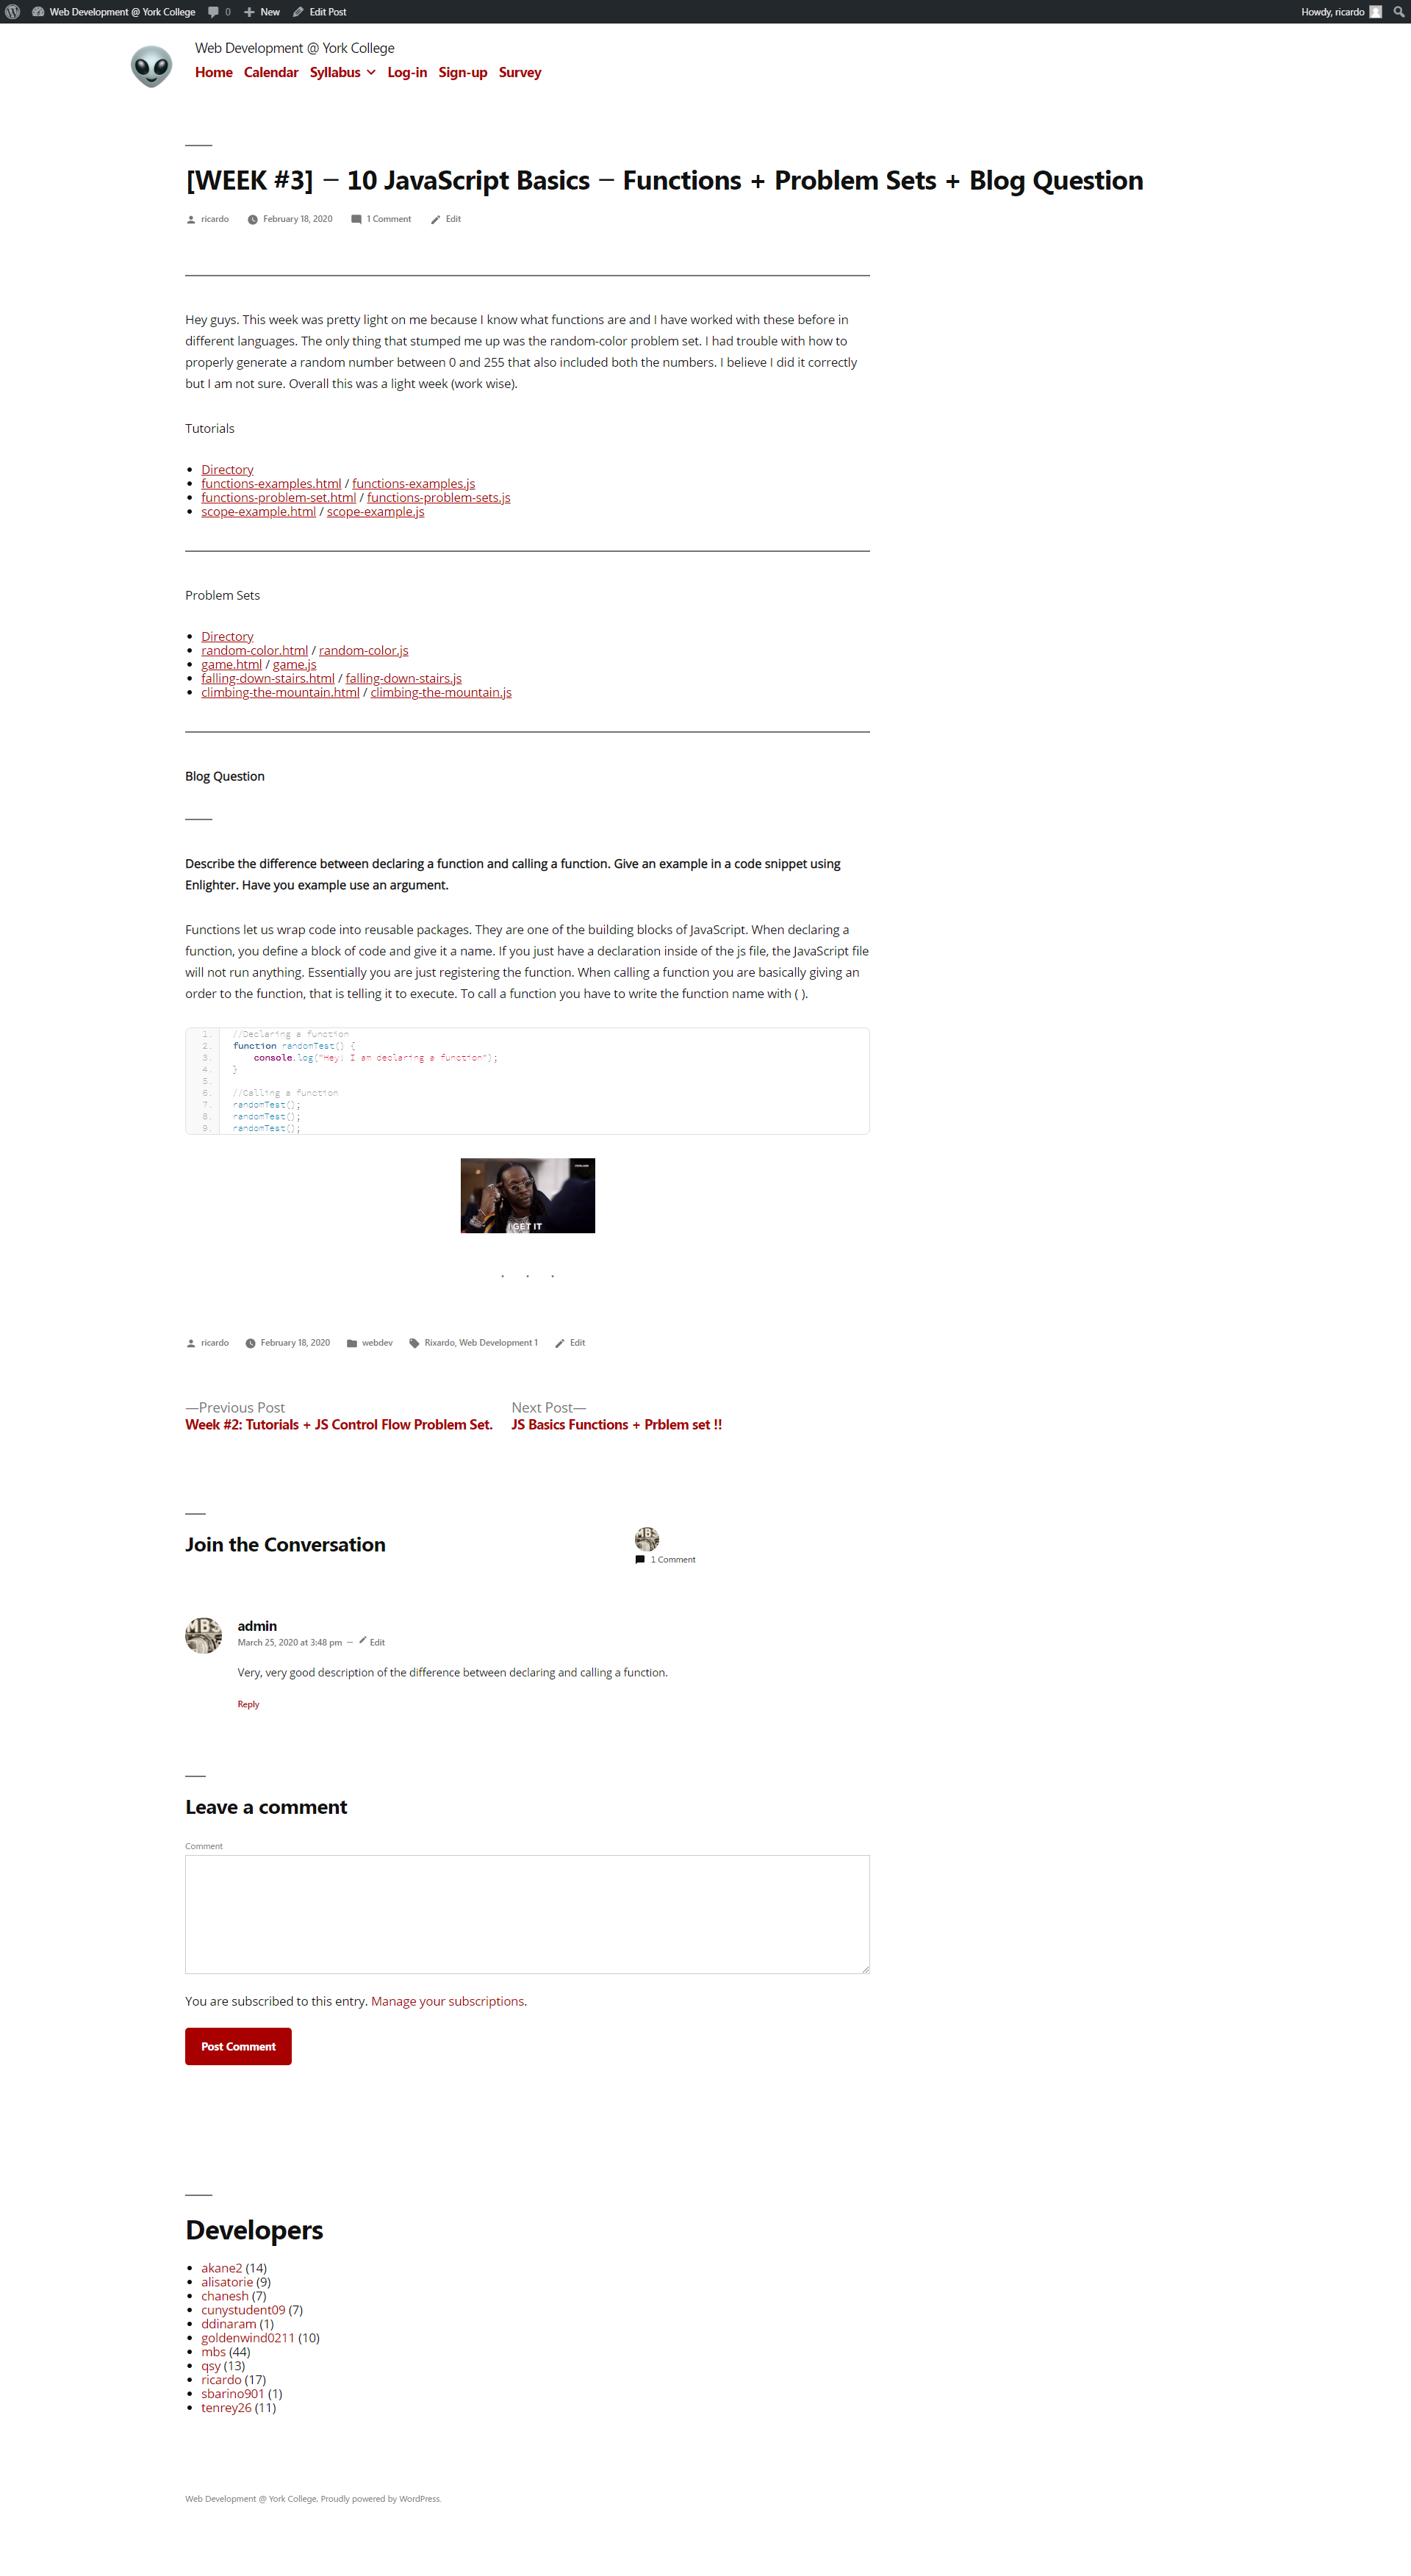 Web Development @ York College 0 New Edit Post Howdy, ricardo
Web Development @ York College
Home Calendar Syllabus Log-in Sign-up Survey
[WEEK #3] – 10 JavaScript Basics – Functions + Problem Sets + Blog Question
ricardo February 18, 2020 1 Comment Edit
Hey guys. This week was pretty light on me because I know what functions are and I have worked with these before in
different languages. The only thing that stumped me up was the random-color problem set. I had trouble with how to
properly generate a random number between 0 and 255 that also included both the numbers. I believe I did it correctly
but I am not sure. Overall this was a light week (work wise).
Tutorials
Directory
functions-examples.html / functions-examples.js
functions-problem-set.html / functions-problem-sets.js
scope-example.html / scope-example.js
Problem Sets
Directory
random-color.html / random-color.js
game.html / game.js
falling-down-stairs.html / falling-down-stairs.js
climbing-the-mountain.html / climbing-the-mountain.js
Blog Question
Describe the difference between declaring a function and calling a function. Give an example in a code snippet using
Enlighter. Have you example use an argument.
Functions let us wrap code into reusable packages. They are one of the building blocks of JavaScript. When declaring a
function, you define a block of code and give it a name. If you just have a declaration inside of the js file, the JavaScript file
will not run anything. Essentially you are just registering the function. When calling a function you are basically giving an
order to the function, that is telling it to execute. To call a function you have to write the function name with ( ).
1. //Declaring a function
2. function randomTest() {
3. console.log("Hey! I am declaring a function");
4. }
5.
6. //Calling a function
7. randomTest();
8. randomTest();
9. randomTest();
I GET IT
. . .
ricardo February 18, 2020 webdev Rixardo, Web Development 1 Edit
—Previous Post Next Post—
Week #2: Tutorials + JS Control Flow Problem Set. JS Basics Functions + Prblem set !!
Join the Conversation
MBS
1 Comment
MBS
admin
March 25, 2020 at 3:48 pm – Edit
Very, very good description of the difference between declaring and calling a function.
Reply
Leave a comment
Comment
You are subscribed to this entry. Manage your subscriptions.
Post Comment
Developers
akane2 (14)
alisatorie (9)
chanesh (7)
cunystudent09 (7)
ddinaram (1)
goldenwind0211 (10)
mbs (44)
qsy (13)
ricardo (17)
sbarino901 (1)
tenrey26 (11)
Web Development @ York College, Proudly powered by WordPress.